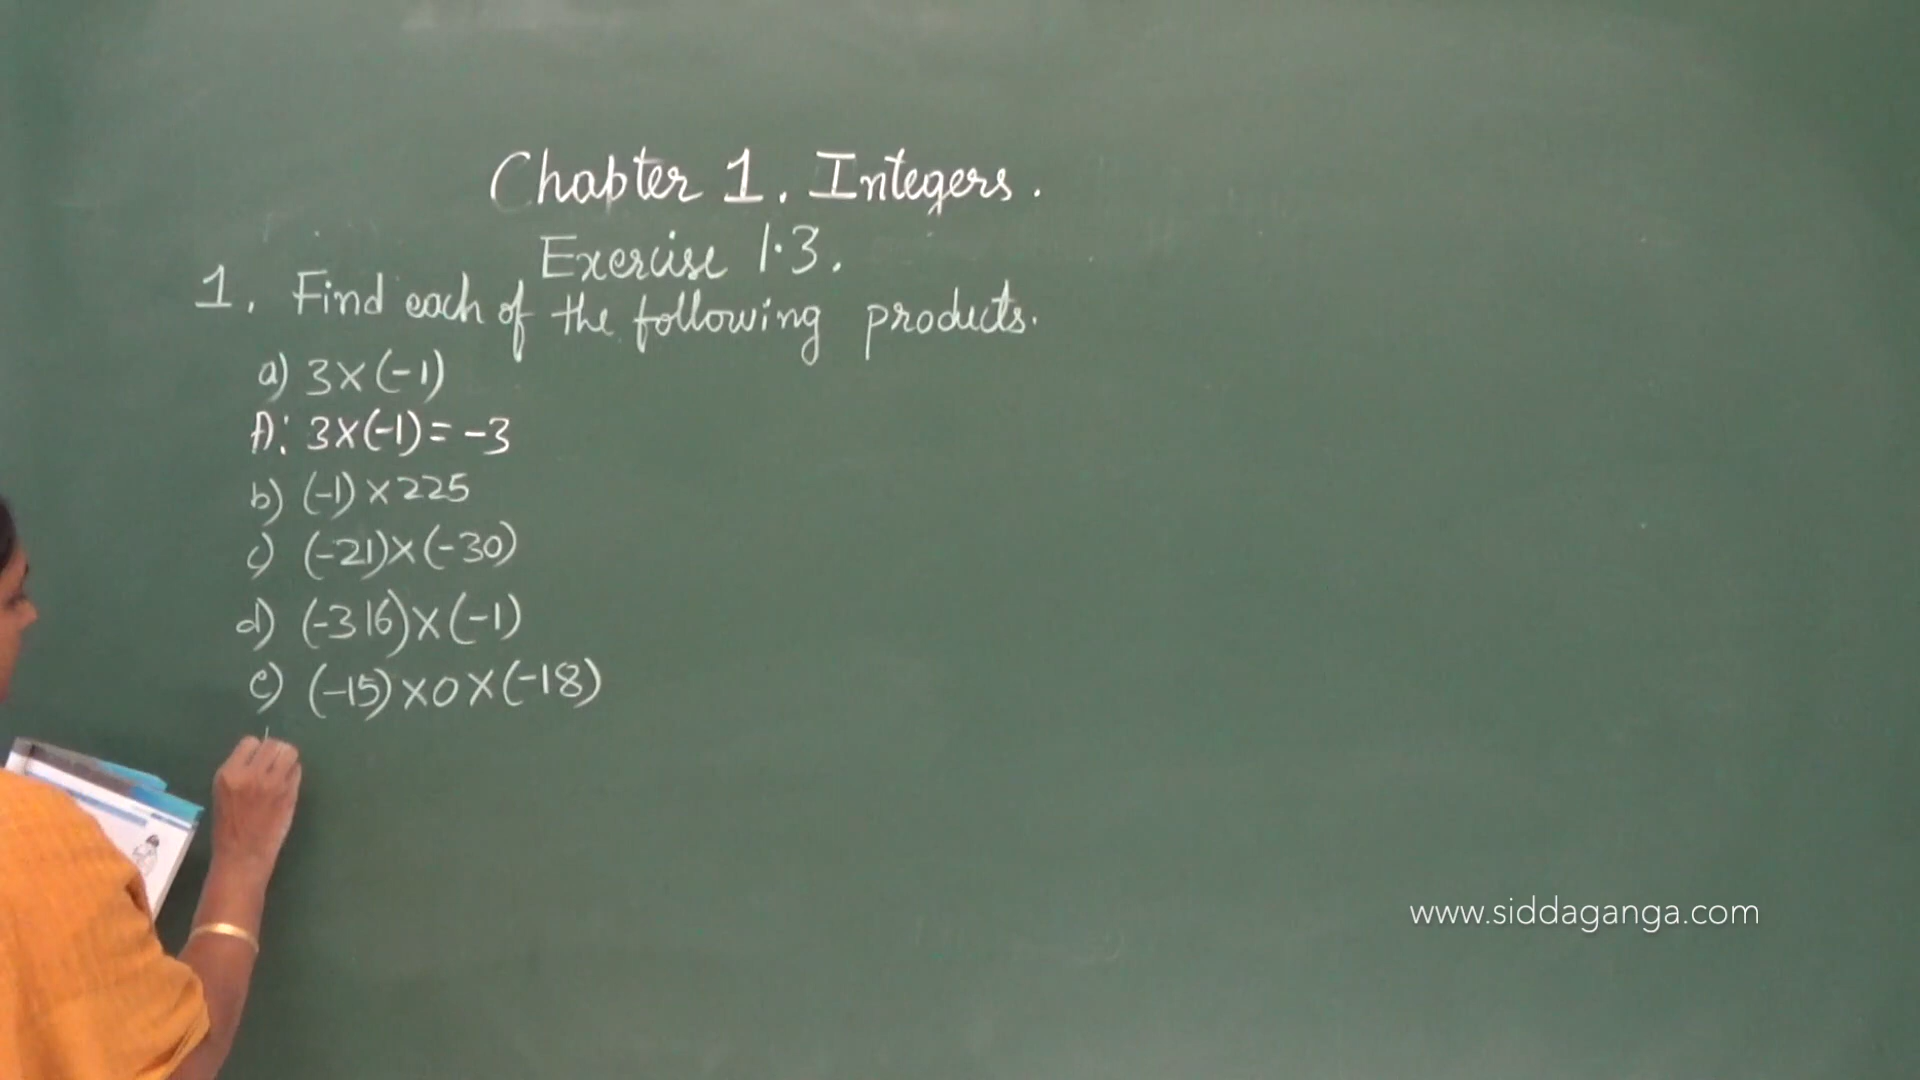 Chapter 1. Integers.
Exercise 1.3.
1. Find each of the following products.
a) 3×(-1)
A: 3×(-1)= -3
b) (-1)×225
c) (-21)×(-30)
d) (-316)×(-1)
e) (-15)×0×(-18)
www.siddaganga.com